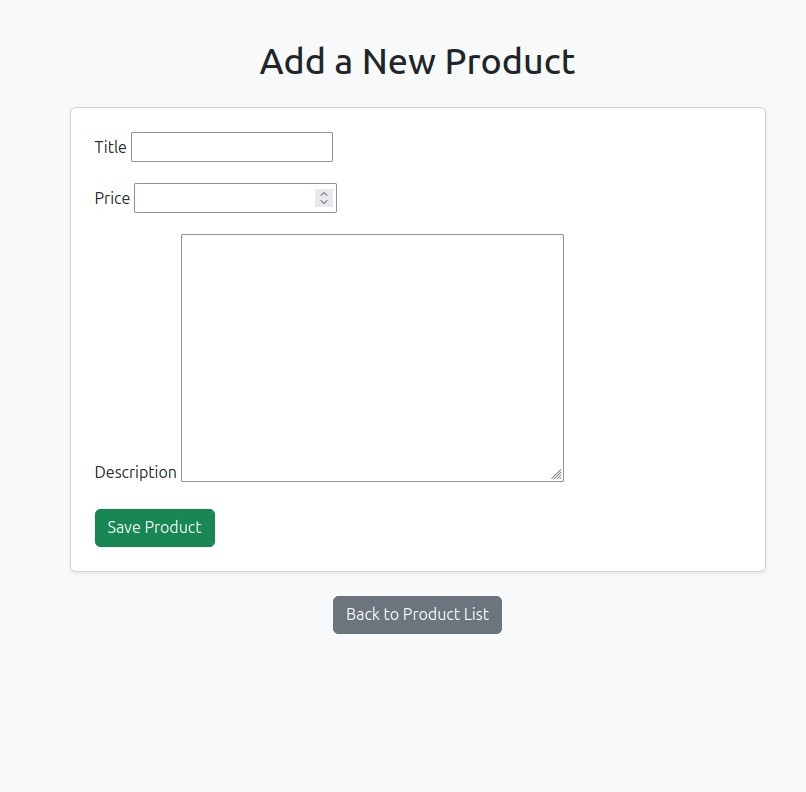 Add a New Product
Title
Price
Description
Save Product
Back to Product List